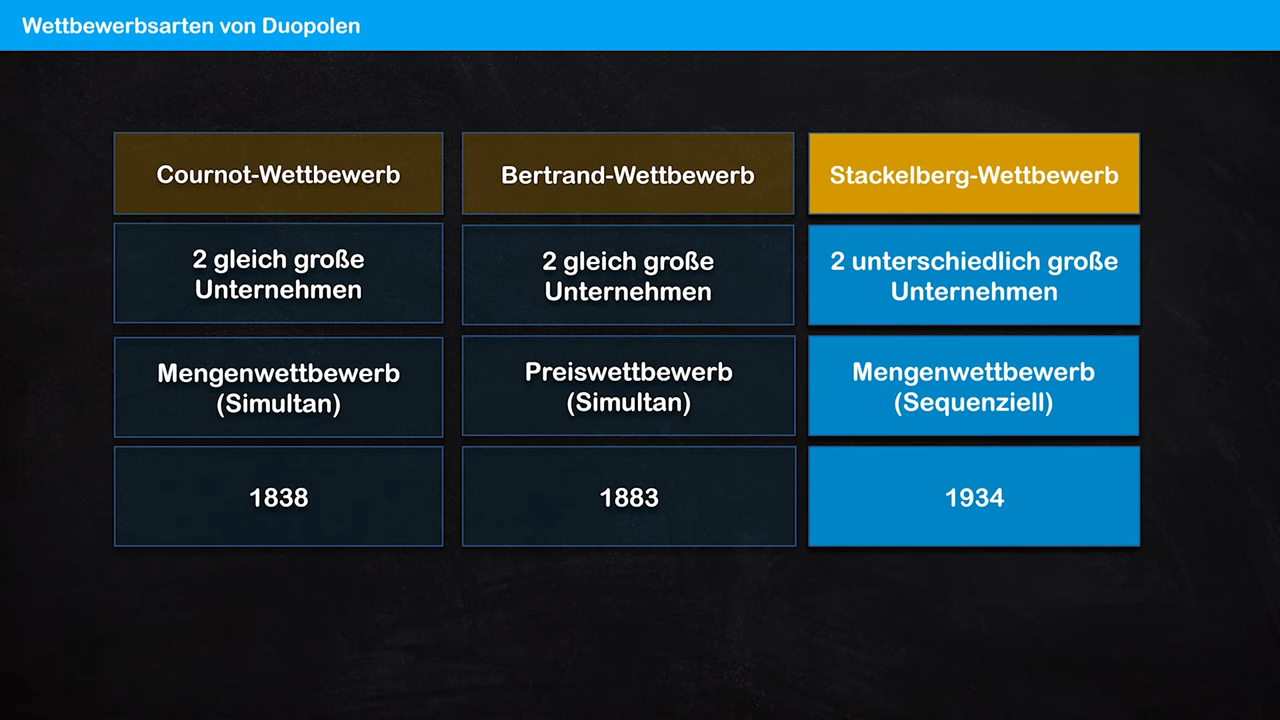 Wettbewerbsarten von Duopolen
Cournot-Wettbewerb
Bertrand-Wettbewerb
Stackelberg-Wettbewerb
2 gleich große
Unternehmen
2 gleich große
Unternehmen
2 unterschiedlich große
Unternehmen
Mengenwettbewerb
(Simultan)
Preiswettbewerb
(Simultan)
Mengenwettbewerb
(Sequenziell)
1838
1883
1934